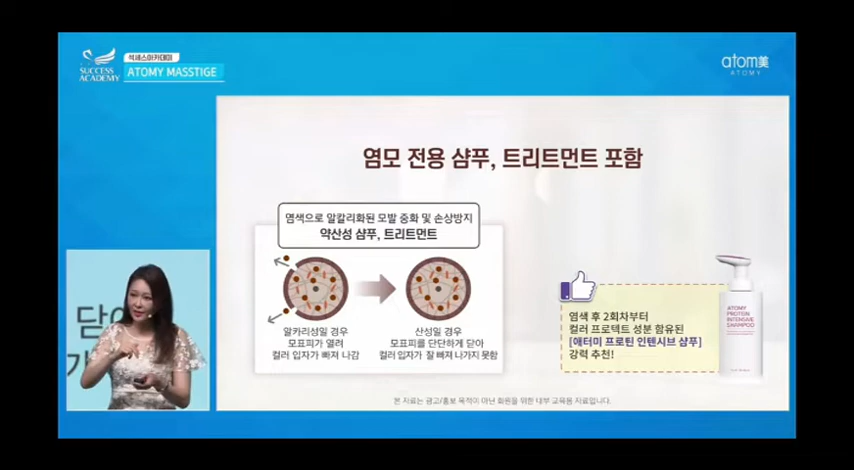 SUCCESS
ACADEMY
석세스아카데미
ATOMY MASSTIGE
atom美
ATOMY
염모 전용 샴푸, 트리트먼트 포함
염색으로 알칼리화된 모발 중화 및 손상방지
약산성 샴푸, 트리트먼트
알카리성일 경우
모표피가 열려
컬러 입자가 빠져 나감
산성일 경우
모표피를 단단하게 닫아
컬러 입자가 잘 빠져 나가지 못함
염색 후 2회차부터
컬러 프로텍트 성분 함유된
[애터미 프로틴 인텐시브 샴푸]
강력 추천!
ATOMY
PROTEIN
INTENSIVE
SHAMPOO
본 자료는 광고/홍보 목적이 아닌 회원을 위한 내부 교육용 자료입니다.